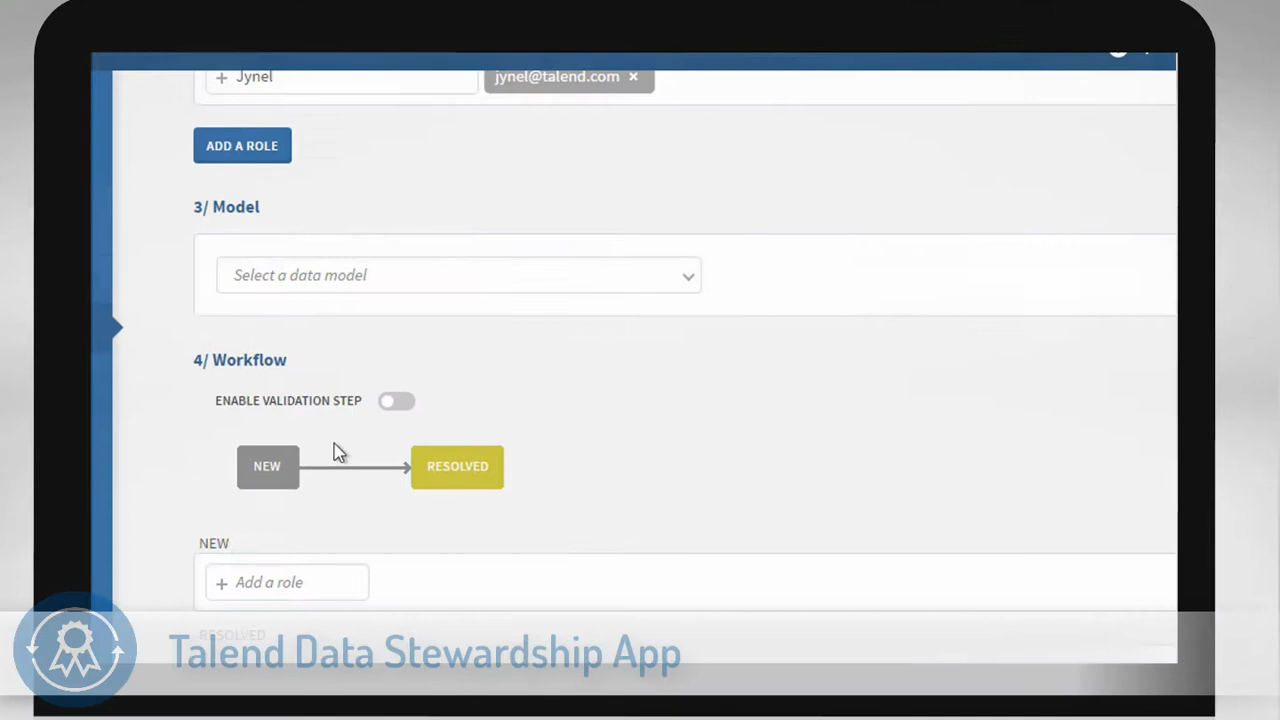 + Jynel
jynel@talend.com ×
ADD A ROLE
3/ Model
Select a data model
4/ Workflow
ENABLE VALIDATION STEP
NEW
RESOLVED
NEW
+ Add a role
RESOLVED
Talend Data Stewardship App